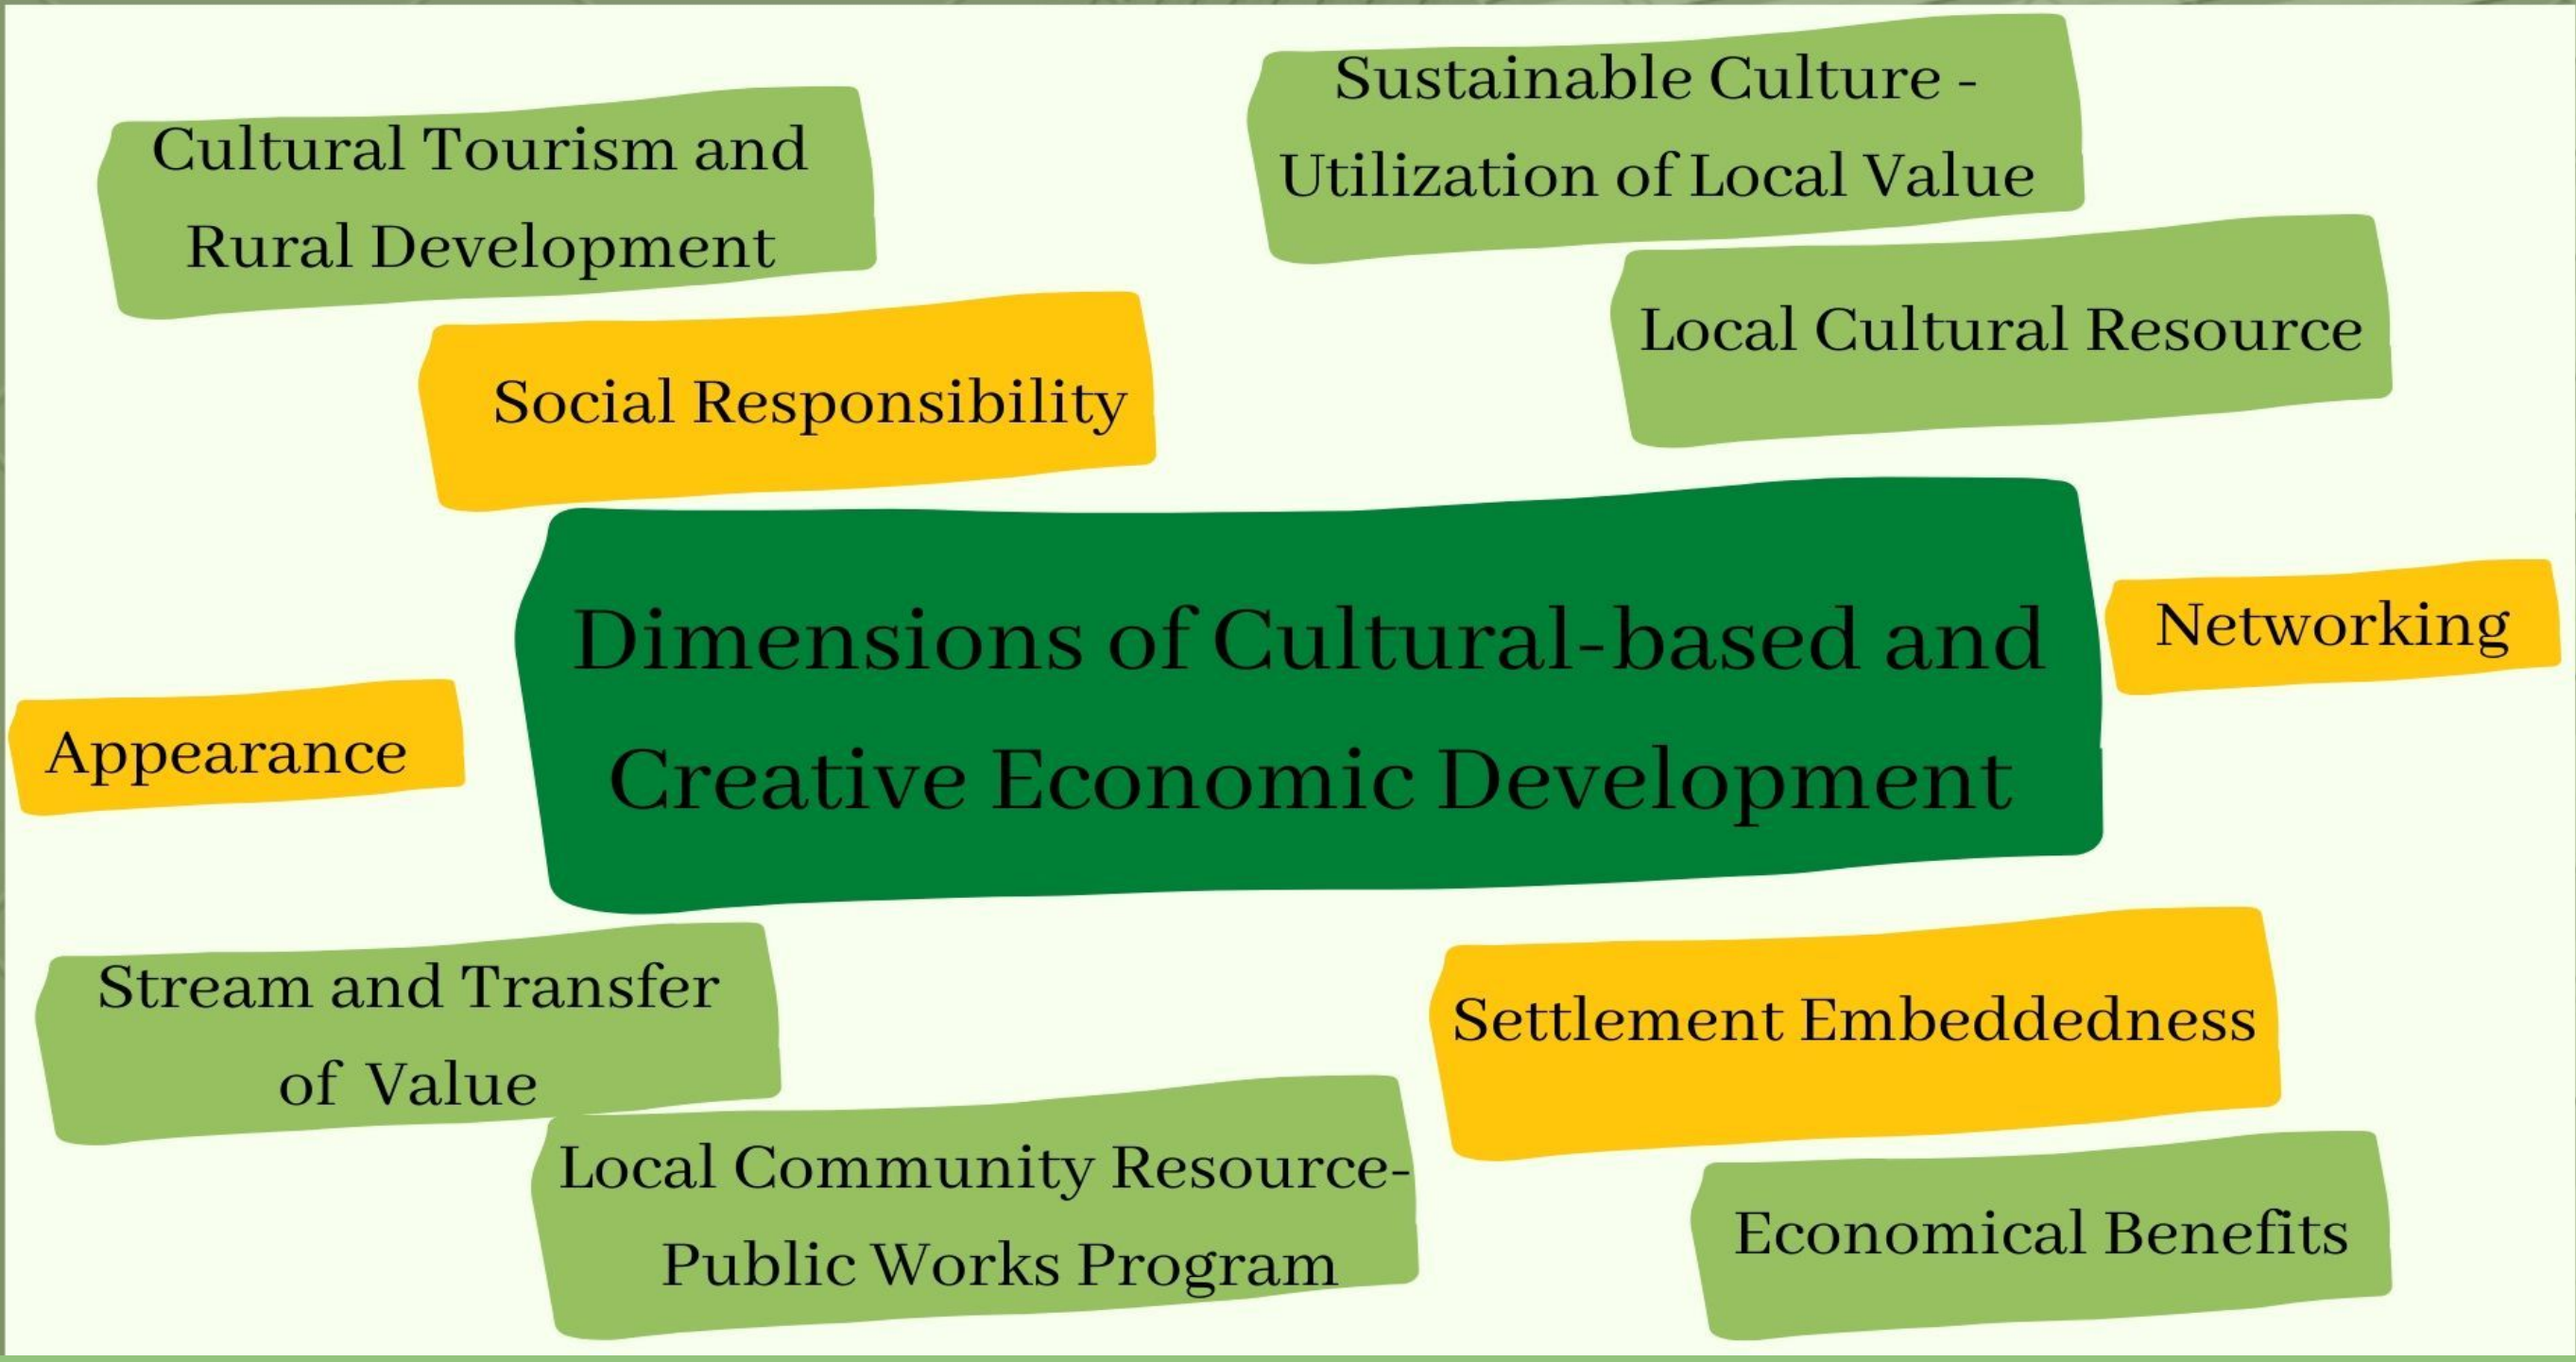 Sustainable Culture -
Utilization of Local Value
Cultural Tourism and
Rural Development
Local Cultural Resource
Social Responsibility
Dimensions of Cultural-based and
Creative Economic Development
Networking
Appearance
Stream and Transfer
of Value
Settlement Embeddedness
Local Community Resource-
Public Works Program
Economical Benefits